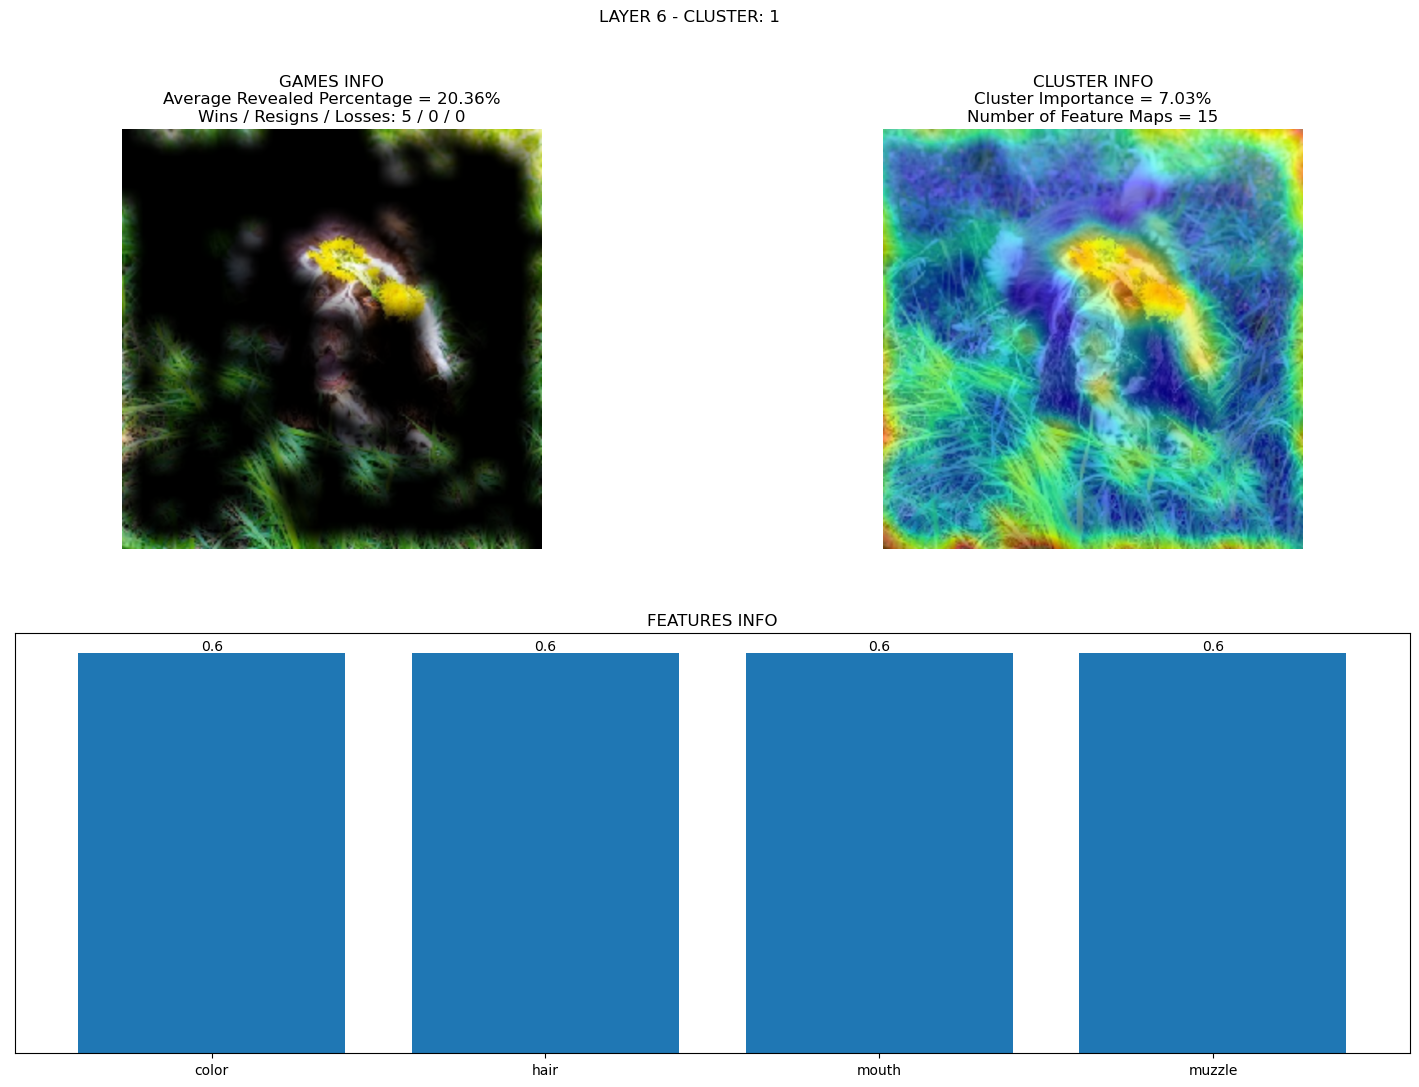 LAYER 6 - CLUSTER: 1
GAMES INFO
Average Revealed Percentage = 20.36%
Wins / Resigns / Losses: 5 / 0 / 0
CLUSTER INFO
Cluster Importance = 7.03%
Number of Feature Maps = 15
FEATURES INFO
0.6 0.6 0.6 0.6
color hair mouth muzzle